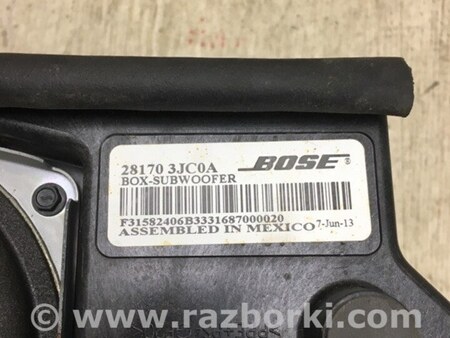 28170 3JC0A
BOSE®
BOX-SUBWOOFER
F31582406B3331687000020
ASSEMBLED IN MEXICO 7-Jun-13
www.razborki.com